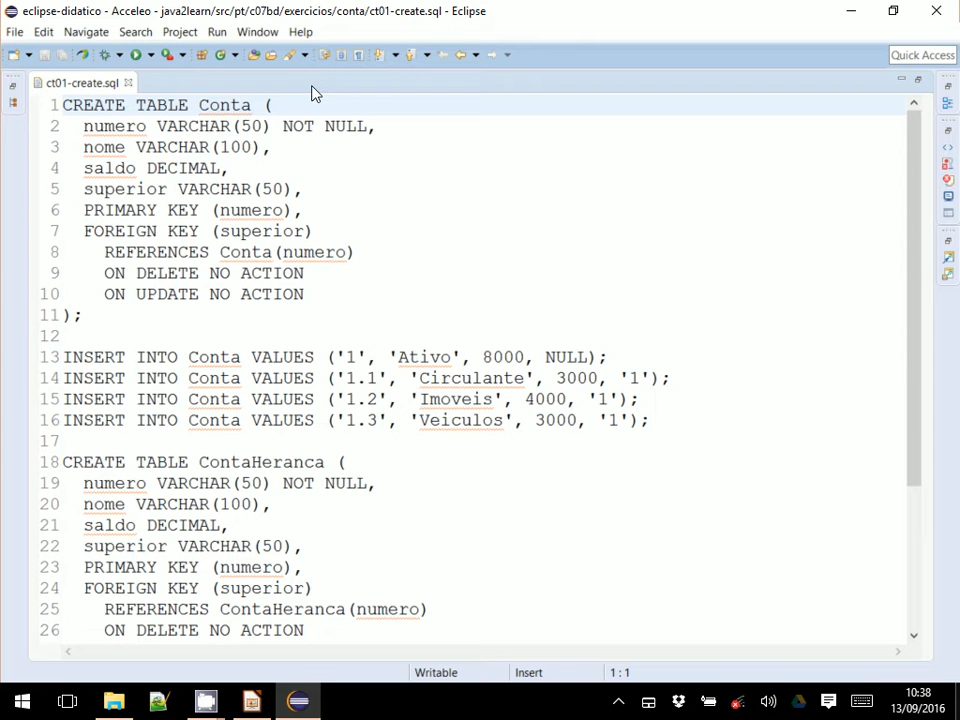 eclipse-didatico - Acceleo - java2learn/src/pt/c07bd/exercicios/conta/ct01-create.sql - Eclipse
File Edit Navigate Search Project Run Window Help
Quick Access
ct01-create.sql
1 CREATE TABLE Conta (
2   numero VARCHAR(50) NOT NULL,
3   nome VARCHAR(100),
4   saldo DECIMAL,
5   superior VARCHAR(50),
6   PRIMARY KEY (numero),
7   FOREIGN KEY (superior)
8     REFERENCES Conta(numero)
9     ON DELETE NO ACTION
10     ON UPDATE NO ACTION
11 );
12
13 INSERT INTO Conta VALUES ('1', 'Ativo', 8000, NULL);
14 INSERT INTO Conta VALUES ('1.1', 'Circulante', 3000, '1');
15 INSERT INTO Conta VALUES ('1.2', 'Imoveis', 4000, '1');
16 INSERT INTO Conta VALUES ('1.3', 'Veiculos', 3000, '1');
17
18 CREATE TABLE ContaHeranca (
19   numero VARCHAR(50) NOT NULL,
20   nome VARCHAR(100),
21   saldo DECIMAL,
22   superior VARCHAR(50),
23   PRIMARY KEY (numero),
24   FOREIGN KEY (superior)
25     REFERENCES ContaHeranca(numero)
26     ON DELETE NO ACTION
Writable Insert 1 : 1
10:38
13/09/2016